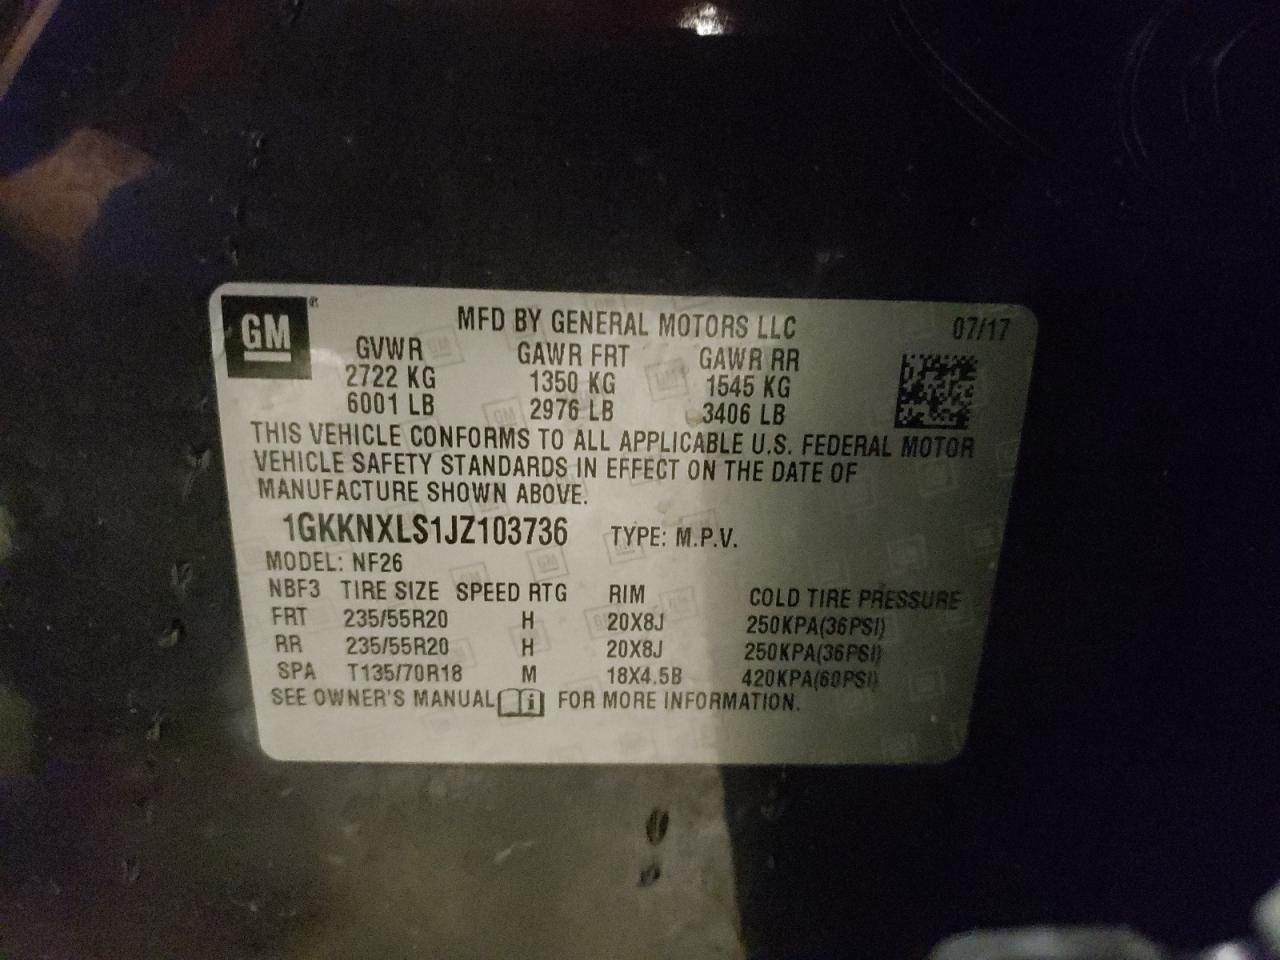 GM®
MFD BY GENERAL MOTORS LLC 07/17
GVWR GAWR FRT GAWR RR
2722 KG 1350 KG 1545 KG
6001 LB 2976 LB 3406 LB
THIS VEHICLE CONFORMS TO ALL APPLICABLE U.S. FEDERAL MOTOR
VEHICLE SAFETY STANDARDS IN EFFECT ON THE DATE OF
MANUFACTURE SHOWN ABOVE.
1GKKNXLS1JZ103736 TYPE: M.P.V.
MODEL: NF26
NBF3 TIRE SIZE SPEED RTG RIM COLD TIRE PRESSURE
FRT 235/55R20 H 20X8J 250KPA(36PSI)
RR 235/55R20 H 20X8J 250KPA(36PSI)
SPA T135/70R18 M 18X4.5B 420KPA(60PSI)
SEE OWNER'S MANUAL FOR MORE INFORMATION.